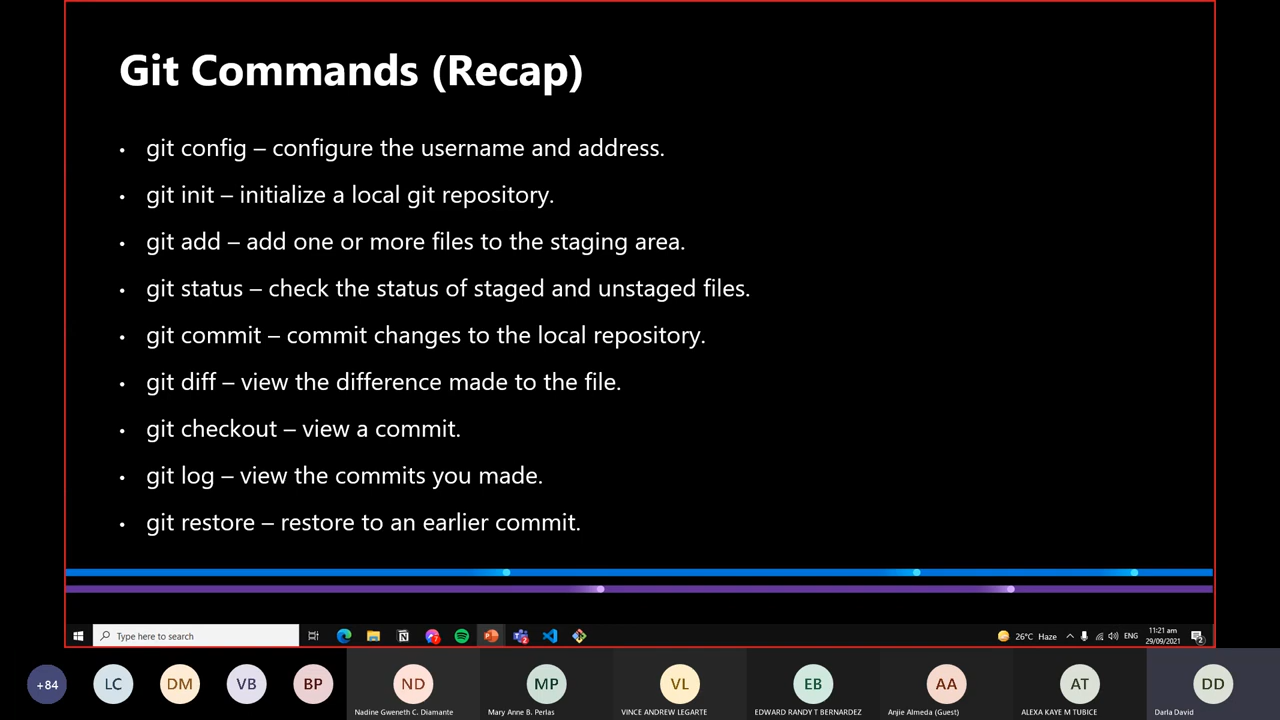 Git Commands (Recap)
• git config – configure the username and address.
• git init – initialize a local git repository.
• git add – add one or more files to the staging area.
• git status – check the status of staged and unstaged files.
• git commit – commit changes to the local repository.
• git diff – view the difference made to the file.
• git checkout – view a commit.
• git log – view the commits you made.
• git restore – restore to an earlier commit.
Type here to search
26°C Haze
ENG
11:21 am
29/09/2021
+84
LC
DM
VB
BP
ND
MP
VL
EB
AA
AT
DD
Nadine Gweneth C. Diamante
Mary Anne B. Perlas
VINCE ANDREW LEGARTE
EDWARD RANDY T BERNARDEZ
Anjie Almeda (Guest)
ALEXA KAYE M TUBICE
Darla David